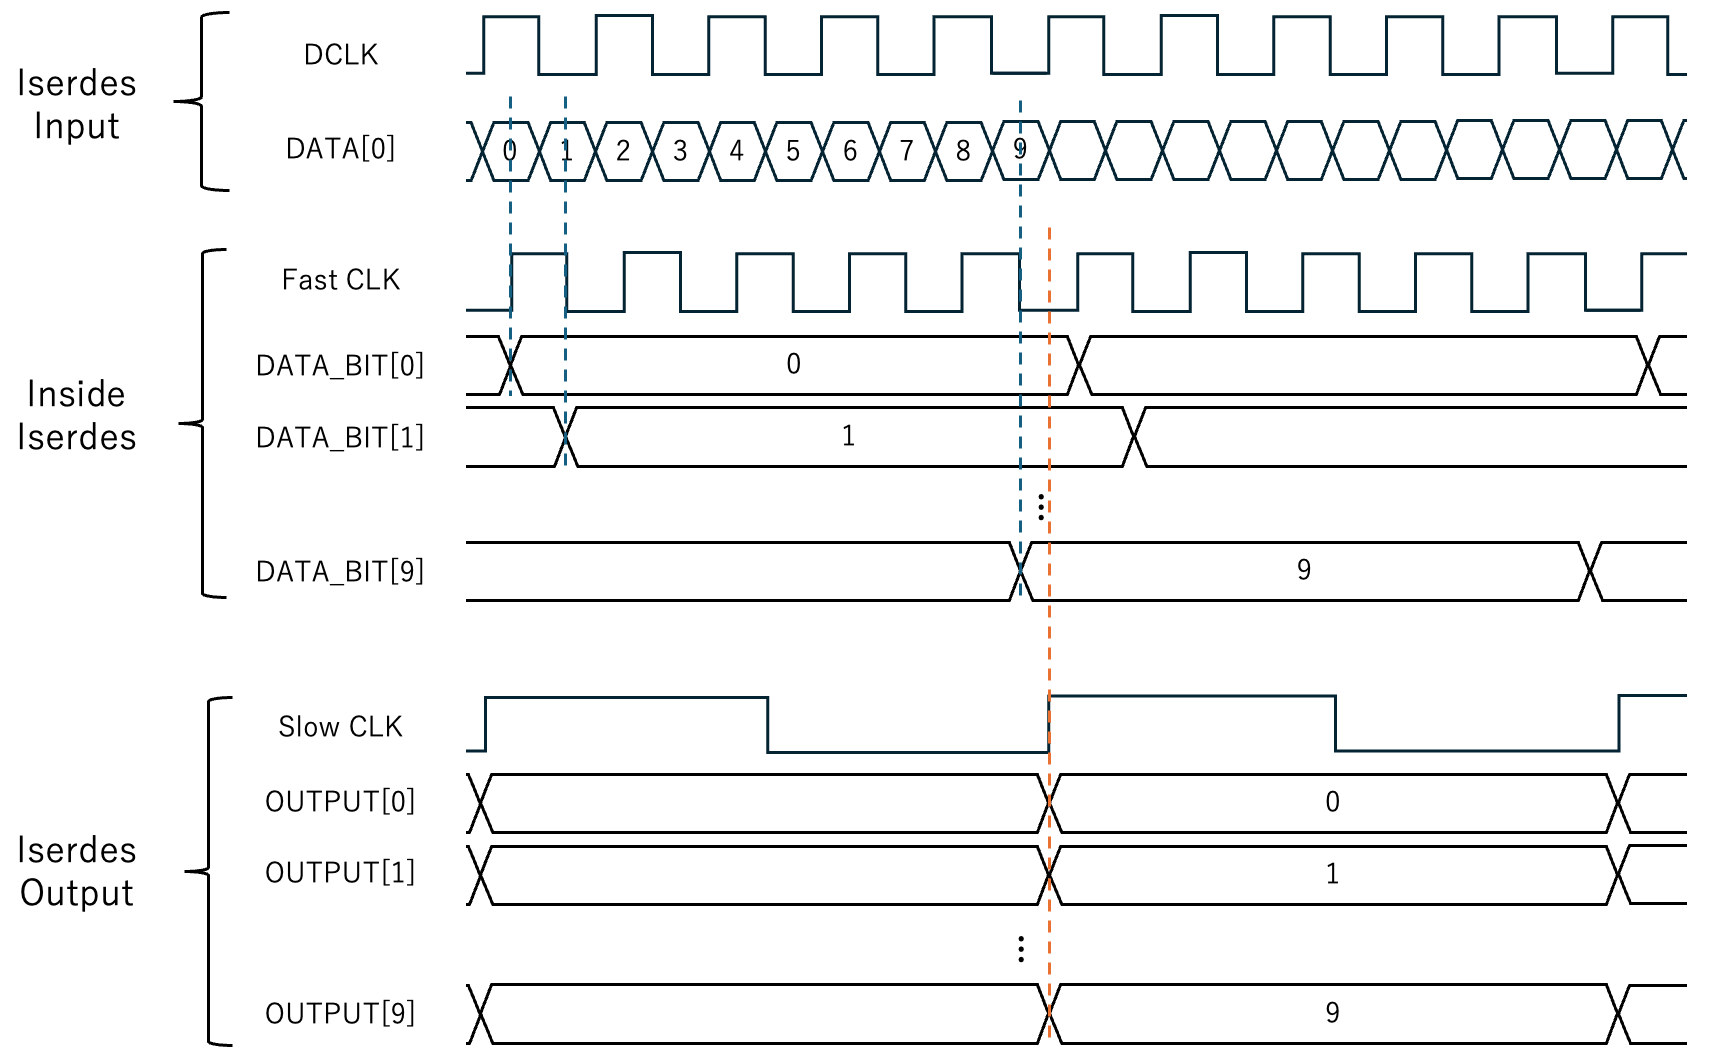 Iserdes
Input
DCLK
DATA[0]
0 1 2 3 4 5 6 7 8 9
Inside
Iserdes
Fast CLK
DATA_BIT[0]
0
DATA_BIT[1]
1
⋮
DATA_BIT[9]
9
Iserdes
Output
Slow CLK
OUTPUT[0]
0
OUTPUT[1]
1
⋮
OUTPUT[9]
9